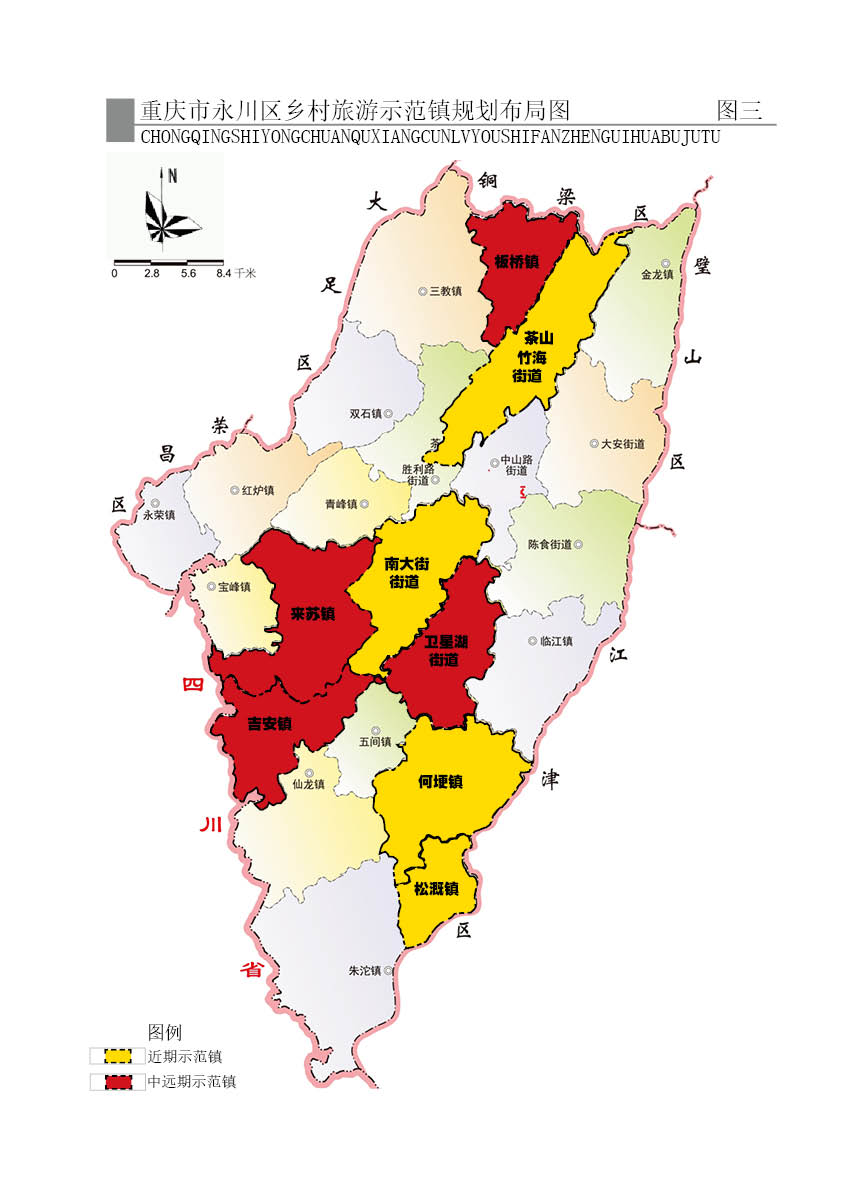 重庆市永川区乡村旅游示范镇规划布局图 图三
CHONGQINGSHIYONGCHUANQUXIANGCUNLVYOUSHIFANZHENGUIHUABUJUTU
N
0 2.8 5.6 8.4 千米
大足区
铜梁区
璧山区
荣昌区
江津区
四川省
板桥镇
金龙镇
三教镇
茶山
竹海
街道
双石镇
茶
大安街道
中山路
街道
胜利路
街道
红炉镇
青峰镇
永荣镇
陈食街道
南大街
街道
宝峰镇
来苏镇
卫星湖
街道
临江镇
吉安镇
五间镇
仙龙镇
何埂镇
松溉镇
朱沱镇
图例
近期示范镇
中远期示范镇